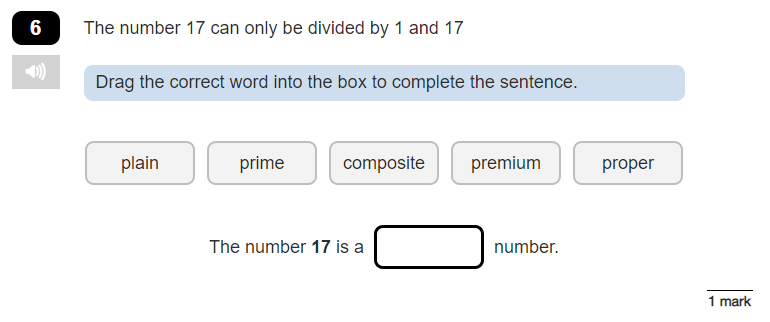 6 The number 17 can only be divided by 1 and 17
Drag the correct word into the box to complete the sentence.
plain prime composite premium proper
The number 17 is a number.
1 mark